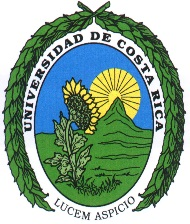 UNIVERSIDAD DE COSTA RICA
LUCEM ASPICIO